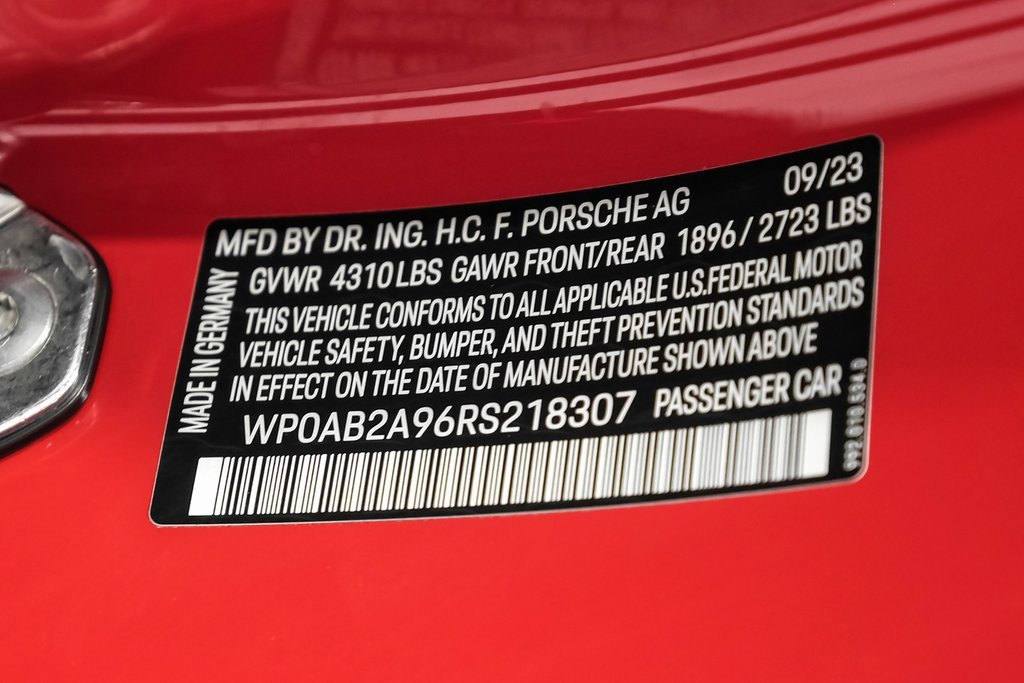 MFD BY DR. ING. H.C. F. PORSCHE AG 09/23
GVWR 4310 LBS GAWR FRONT/REAR 1896 / 2723 LBS
THIS VEHICLE CONFORMS TO ALL APPLICABLE U.S. FEDERAL MOTOR
VEHICLE SAFETY, BUMPER, AND THEFT PREVENTION STANDARDS
IN EFFECT ON THE DATE OF MANUFACTURE SHOWN ABOVE
WP0AB2A96RS218307 PASSENGER CAR
MADE IN GERMANY